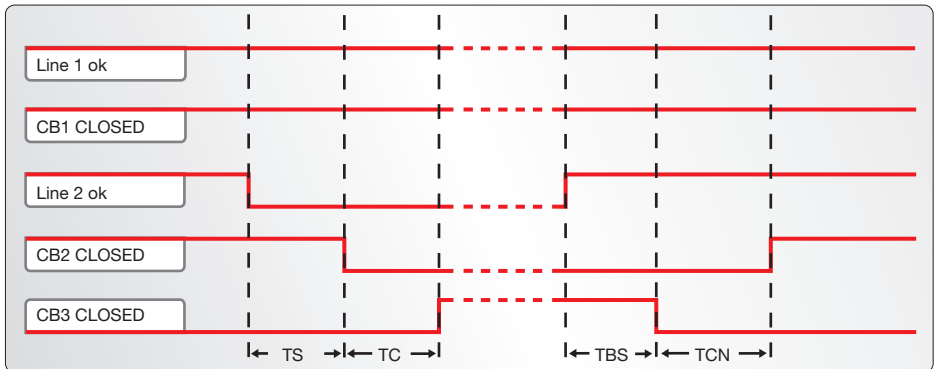 Line 1 ok
CB1 CLOSED
Line 2 ok
CB2 CLOSED
CB3 CLOSED
TS TC TBS TCN